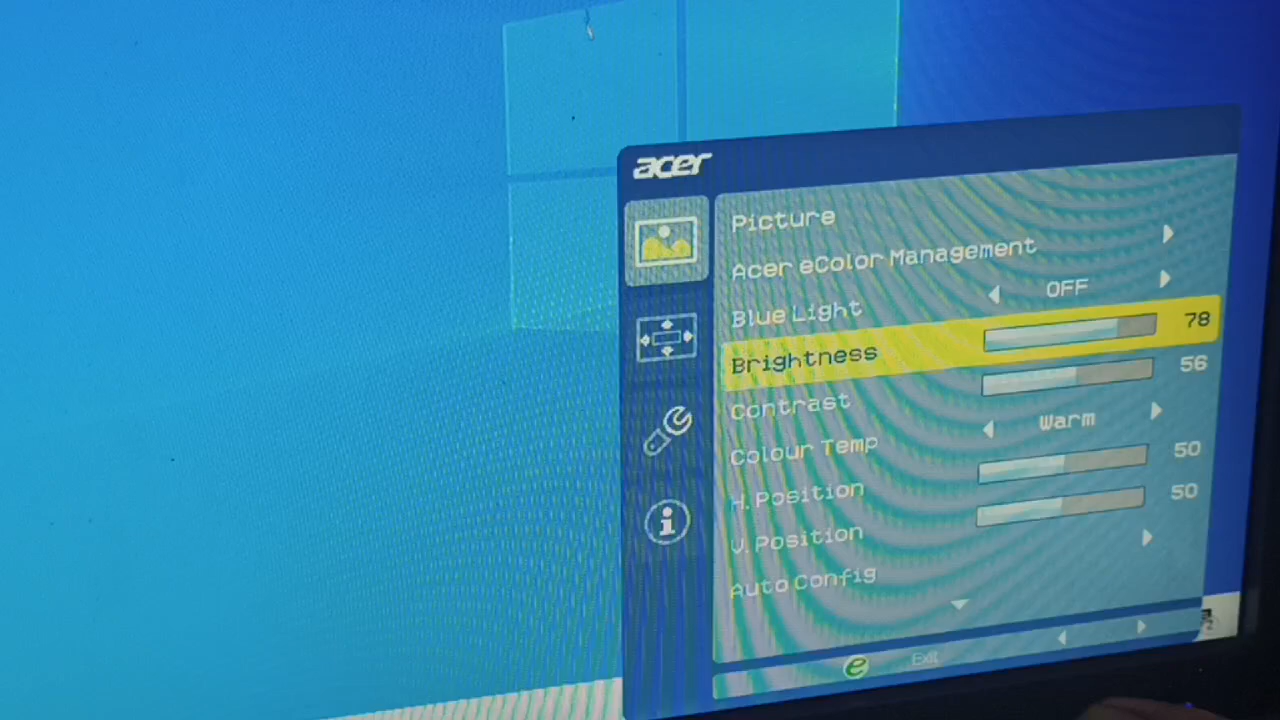 acer
Picture
Acer eColor Management
Blue Light OFF
Brightness 78
Contrast 56
Colour Temp Warm
H. Position 50
V. Position 50
Auto Config
e Exit